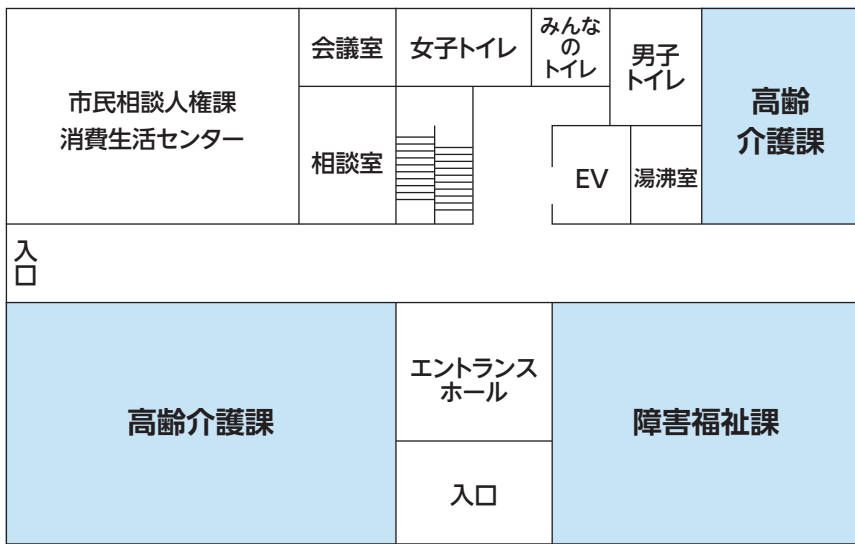 市民相談人権課
消費生活センター
会議室
女子トイレ
みんな
の
トイレ
男子
トイレ
高齢
介護課
相談室
EV
湯沸室
入口
高齢介護課
エントランス
ホール
入口
障害福祉課